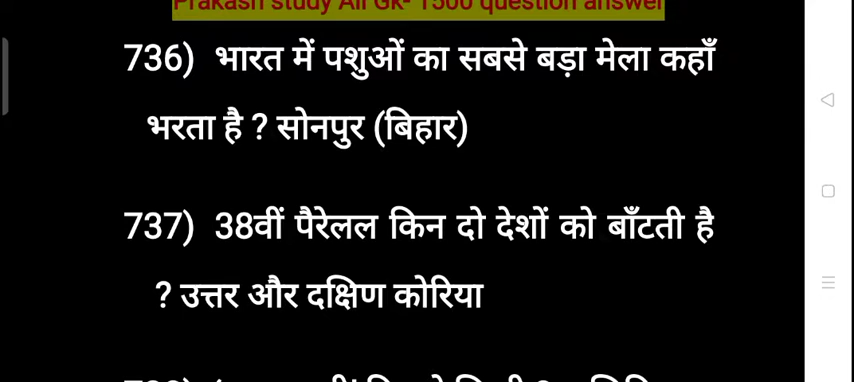 Prakash study All Gk- 1500 question answer
736) भारत में पशुओं का सबसे बड़ा मेला कहाँ
भरता है ? सोनपुर (बिहार)
737) 38वीं पैरेलल किन दो देशों को बाँटती है
? उत्तर और दक्षिण कोरिया